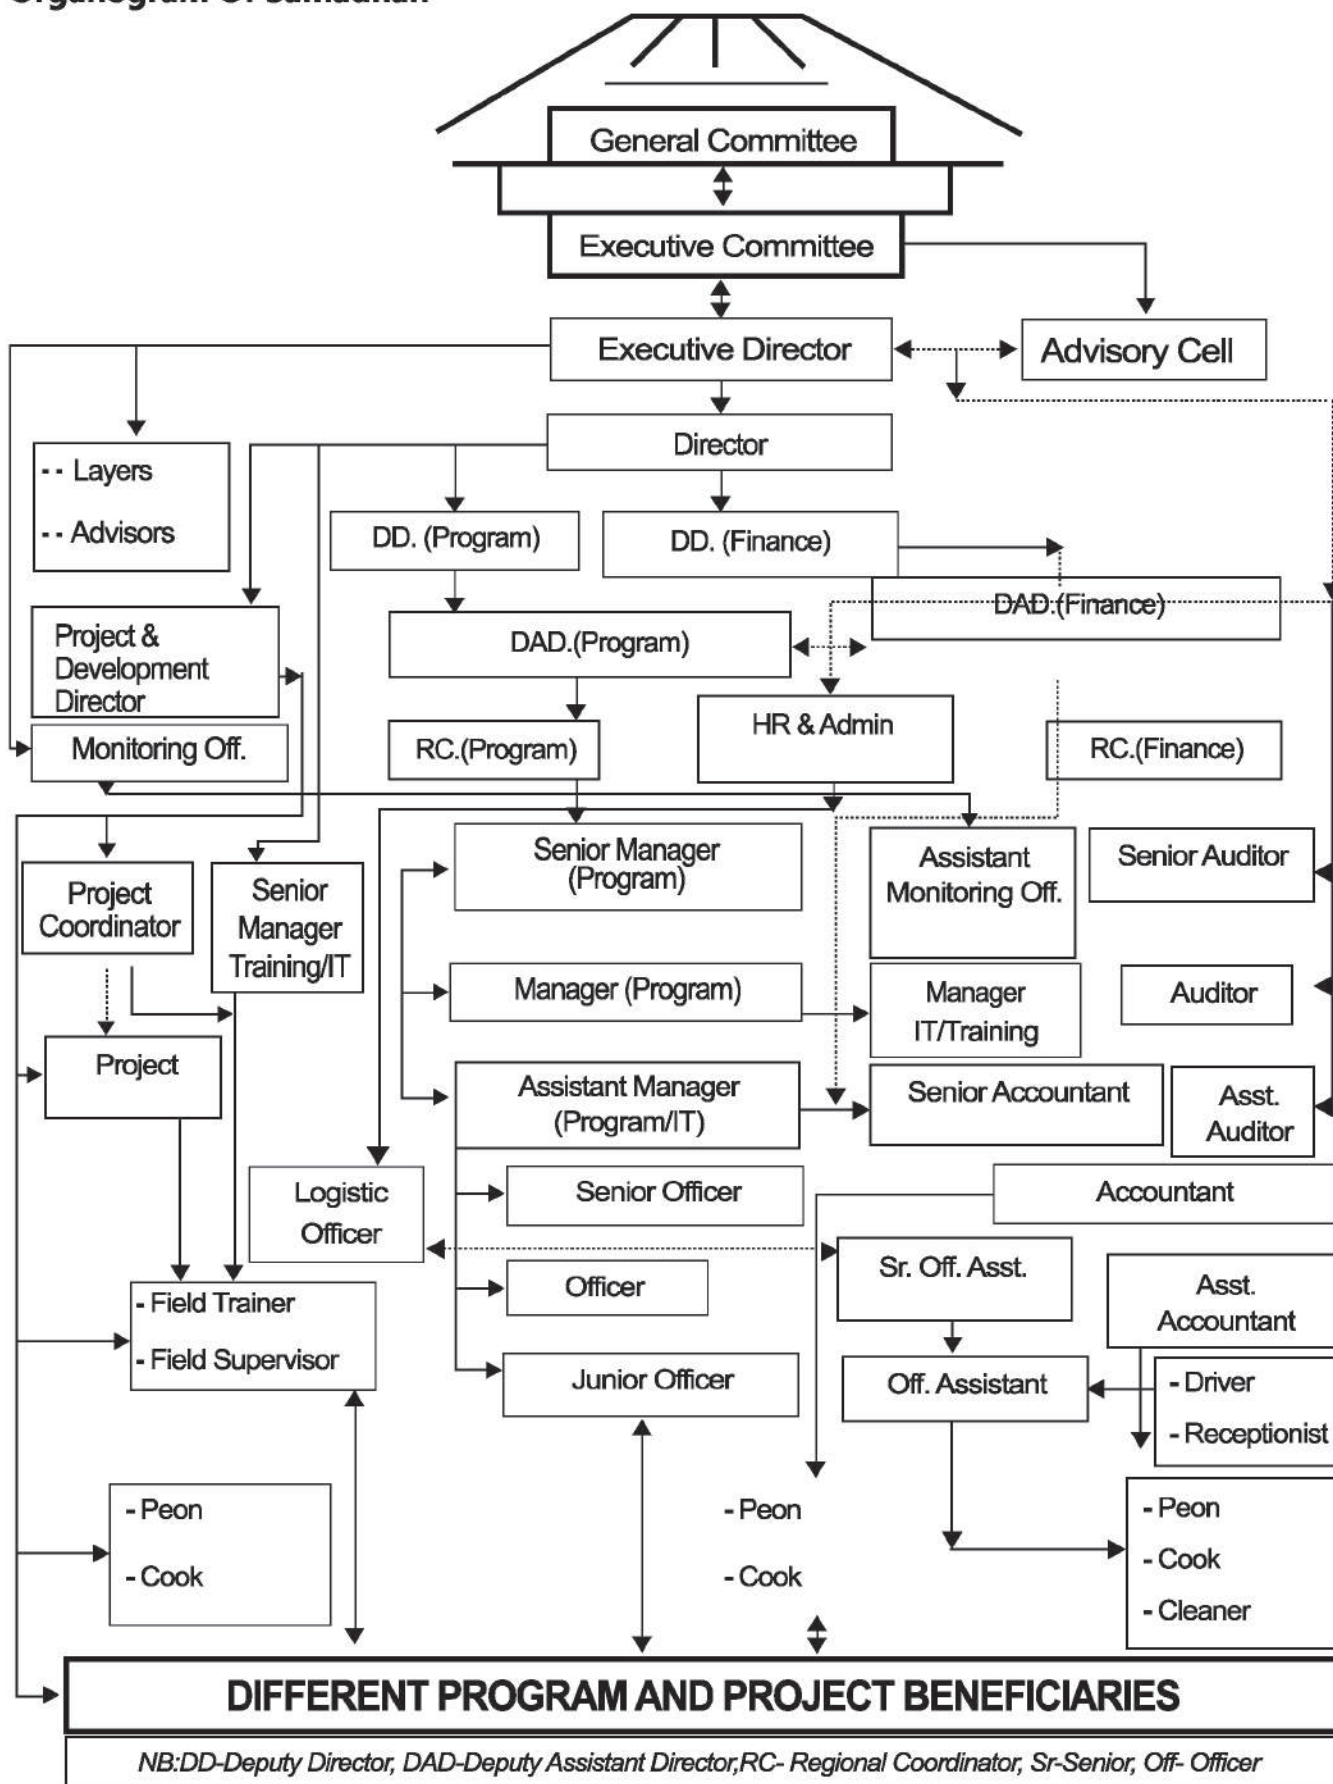 Organogram Of Samadhan
General Committee
Executive Committee
Executive Director
Advisory Cell
Director
-- Layers
-- Advisors
DD. (Program)
DD. (Finance)
DAD.(Finance)
Project &
Development
Director
DAD.(Program)
HR & Admin
Monitoring Off.
RC.(Program)
RC.(Finance)
Senior Manager
(Program)
Assistant
Monitoring Off.
Senior Auditor
Project
Coordinator
Senior
Manager
Training/IT
Manager (Program)
Manager
IT/Training
Auditor
Project
Assistant Manager
(Program/IT)
Senior Accountant
Asst.
Auditor
Logistic
Officer
Senior Officer
Accountant
Sr. Off. Asst.
Officer
Asst.
Accountant
- Field Trainer
- Field Supervisor
Junior Officer
Off. Assistant
- Driver
- Receptionist
- Peon
- Cook
- Peon
- Cook
- Peon
- Cook
- Cleaner
DIFFERENT PROGRAM AND PROJECT BENEFICIARIES
NB:DD-Deputy Director, DAD-Deputy Assistant Director,RC- Regional Coordinator, Sr-Senior, Off- Officer